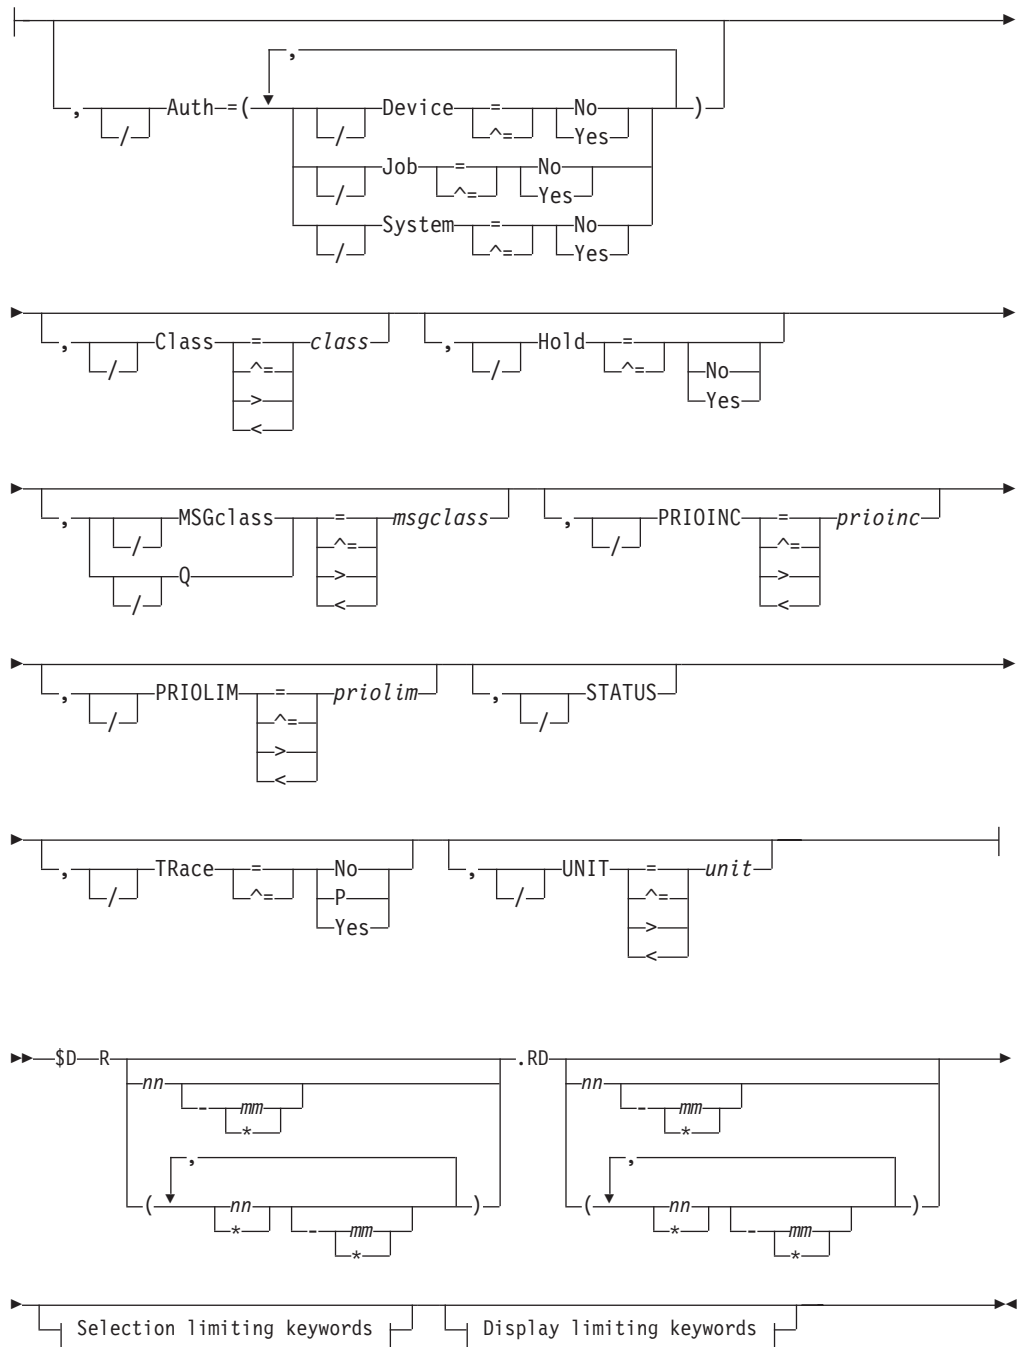 ,
, / Auth =( / Device = No )
^= Yes
/ Job = No
^= Yes
/ System = No
^= Yes
, / Class = class , / Hold =
^= ^= No
> Yes
<
, / MSGclass = msgclass , / PRIOINC = prioinc
^= ^=
/ Q > >
< <
, / PRIOLIM = priolim , / STATUS
^=
>
<
, / TRace = No , / UNIT = unit
^= P ^=
Yes >
<
$D R .RD
nn nn
- mm - mm
* *
, ,
( nn ) ( nn )
* - mm * - mm
* *
Selection limiting keywords Display limiting keywords